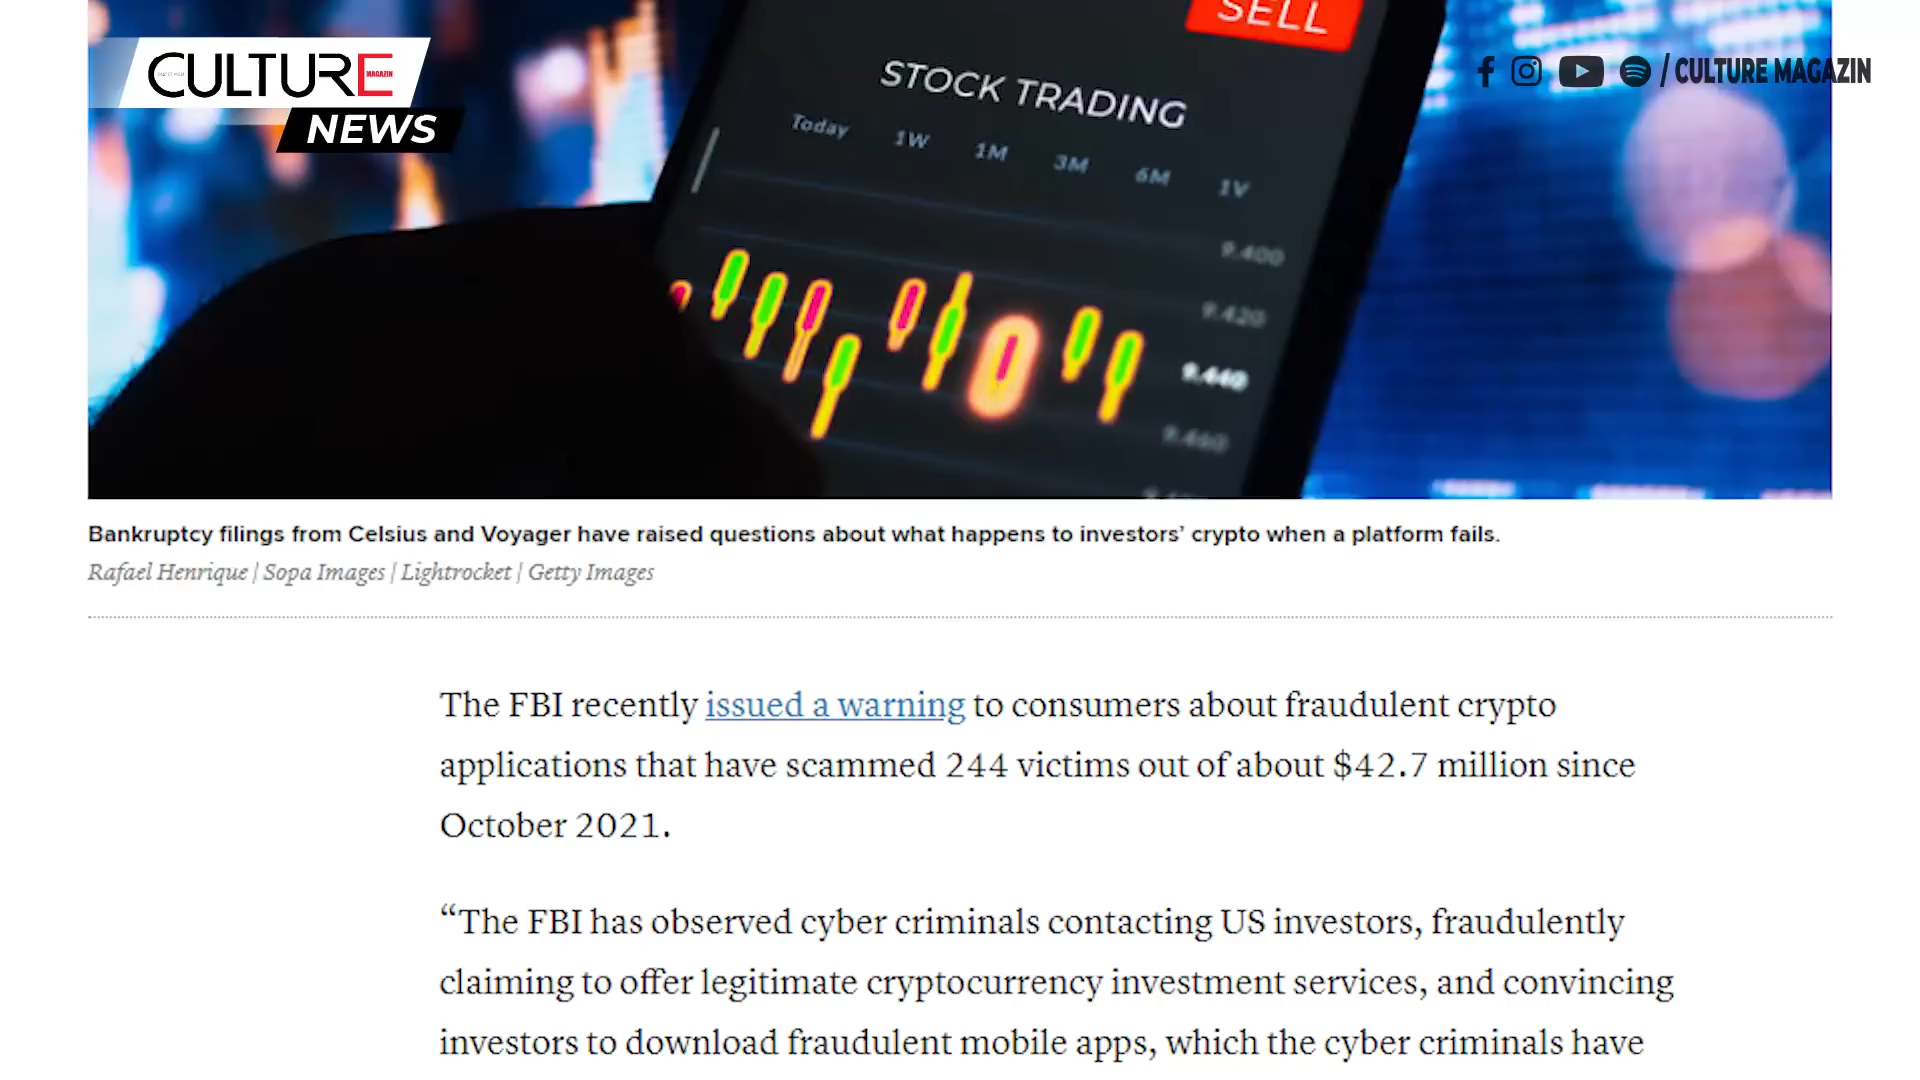 SELL
CULTURE
MAGAZIN
NEWS
/ CULTURE MAGAZIN
STOCK TRADING
Today 1W 1M 3M 6M 1V
9.400
9.420
9.440
9.460
Bankruptcy filings from Celsius and Voyager have raised questions about what happens to investors’ crypto when a platform fails.
Rafael Henrique | Sopa Images | Lightrocket | Getty Images
The FBI recently issued a warning to consumers about fraudulent crypto
applications that have scammed 244 victims out of about $42.7 million since
October 2021.
“The FBI has observed cyber criminals contacting US investors, fraudulently
claiming to offer legitimate cryptocurrency investment services, and convincing
investors to download fraudulent mobile apps, which the cyber criminals have